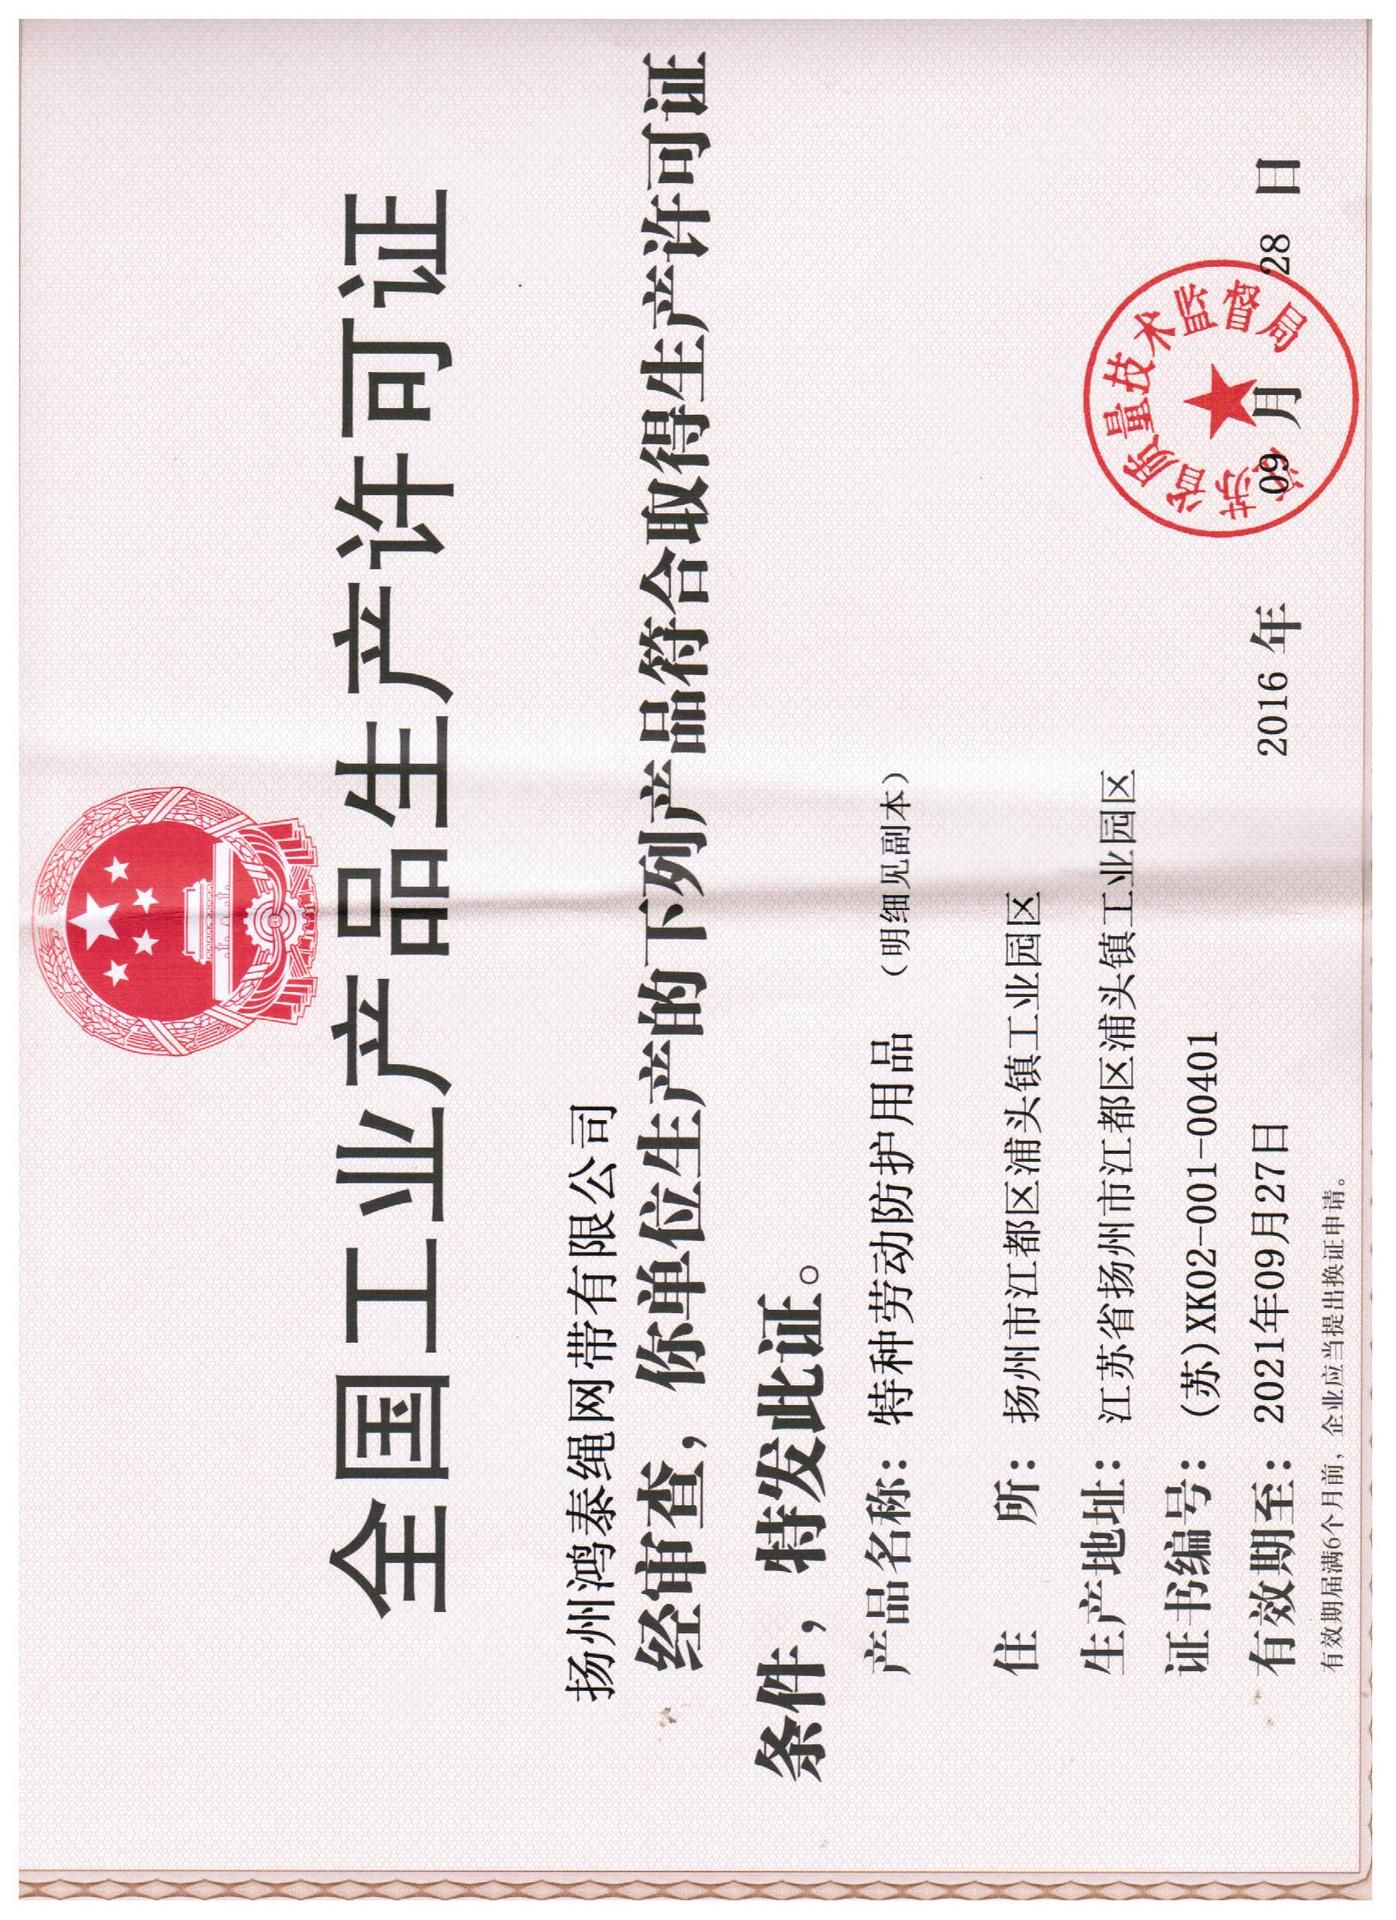 全国工业产品生产许可证
扬州鸿泰绳网带有限公司
经审查，你单位生产的下列产品符合取得生产许可证
条件，特发此证。
产品名称：特种劳动防护用品 （明细见副本）
住 所：扬州市江都区浦头镇工业园区
生产地址：江苏省扬州市江都区浦头镇工业园区
证书编号：(苏)XK02-001-00401
有效期至：2021年09月27日
2016 年 09 月 28 日
有效期届满6个月前，企业应当提出换证申请。
江苏省质量技术监督局